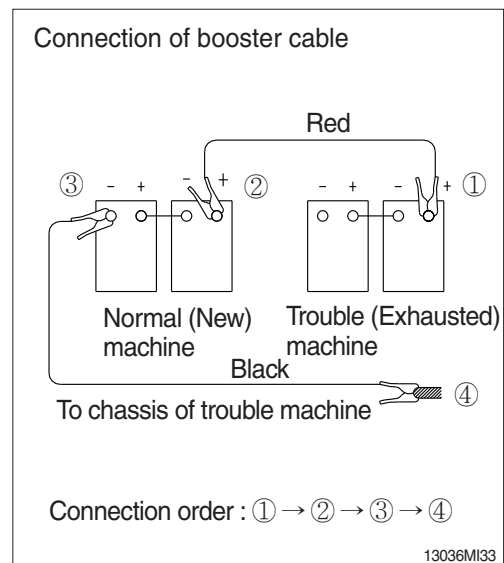 Connection of booster cable
Red
③ - + - + ② - + - + ①
Normal (New)
machine
Trouble (Exhausted)
machine
Black
④
To chassis of trouble machine
Connection order : ① → ② → ③ → ④
13036MI33